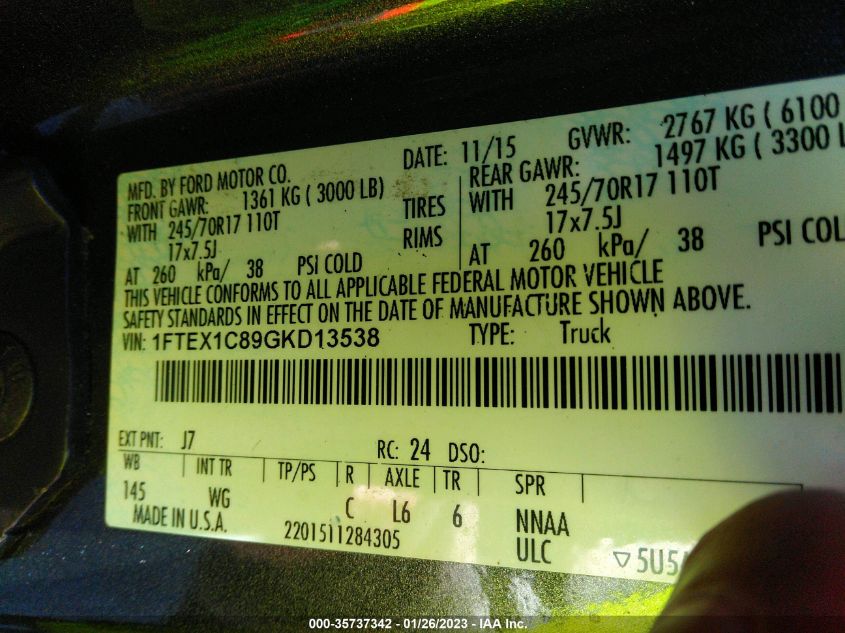 MFD. BY FORD MOTOR CO. DATE: 11/15 GVWR: 2767 KG ( 6100
FRONT GAWR: 1361 KG ( 3000 LB) REAR GAWR: 1497 KG ( 3300 L
WITH 245/70R17 110T TIRES WITH 245/70R17 110T
17x7.5J RIMS 17x7.5J
AT 260 kPa/ 38 PSI COLD AT 260 kPa/ 38 PSI COL
THIS VEHICLE CONFORMS TO ALL APPLICABLE FEDERAL MOTOR VEHICLE
SAFETY STANDARDS IN EFFECT ON THE DATE OF MANUFACTURE SHOWN ABOVE.
VIN: 1FTEX1C89GKD13538 TYPE: Truck
EXT PNT: J7 RC: 24 DSO:
WB INT TR TP/PS R AXLE TR SPR
145 WG C L6 6 NNAA
MADE IN U.S.A. 2201511284305 ULC ▽ 5U5
000-35737342 / 01/26/2023 - IAA Inc.